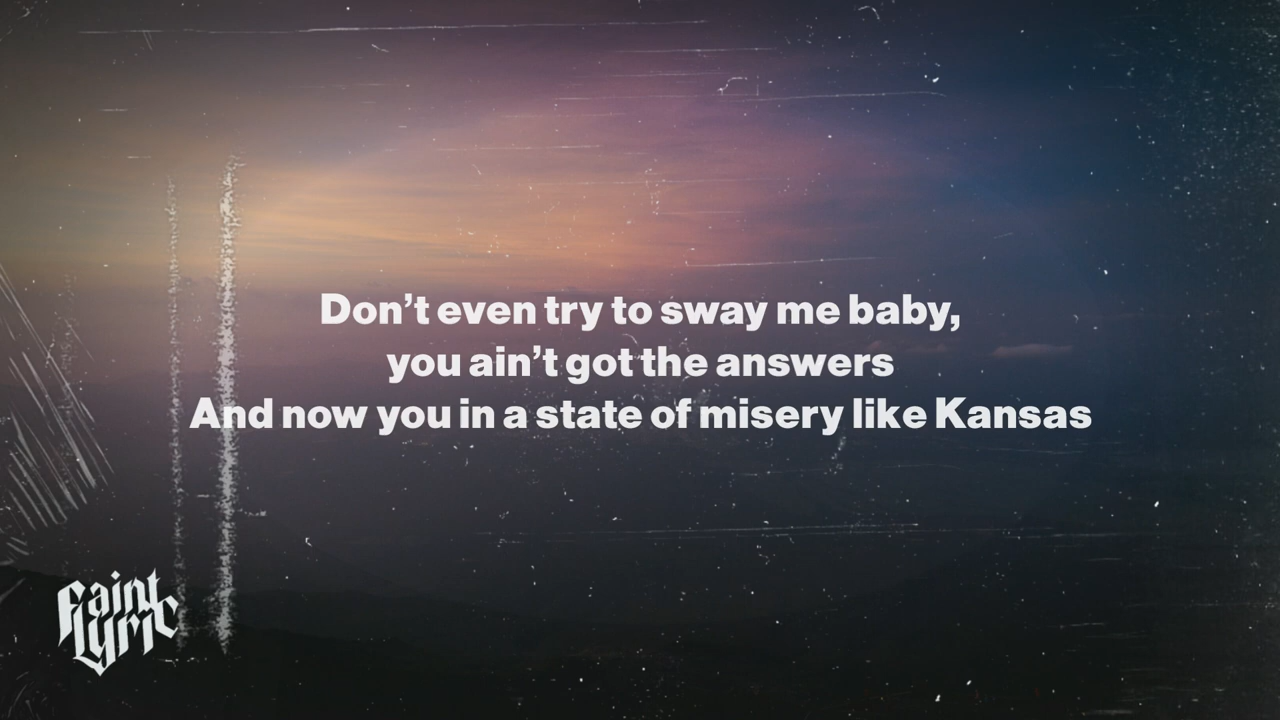 Don't even try to sway me baby,
you ain't got the answers
And now you in a state of misery like Kansas
Faint
Lyric